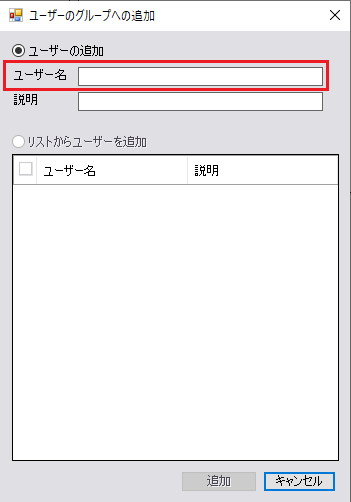 ユーザーのグループへの追加
ユーザーの追加
ユーザー名
説明
リストからユーザーを追加
ユーザー名 説明
追加 キャンセル